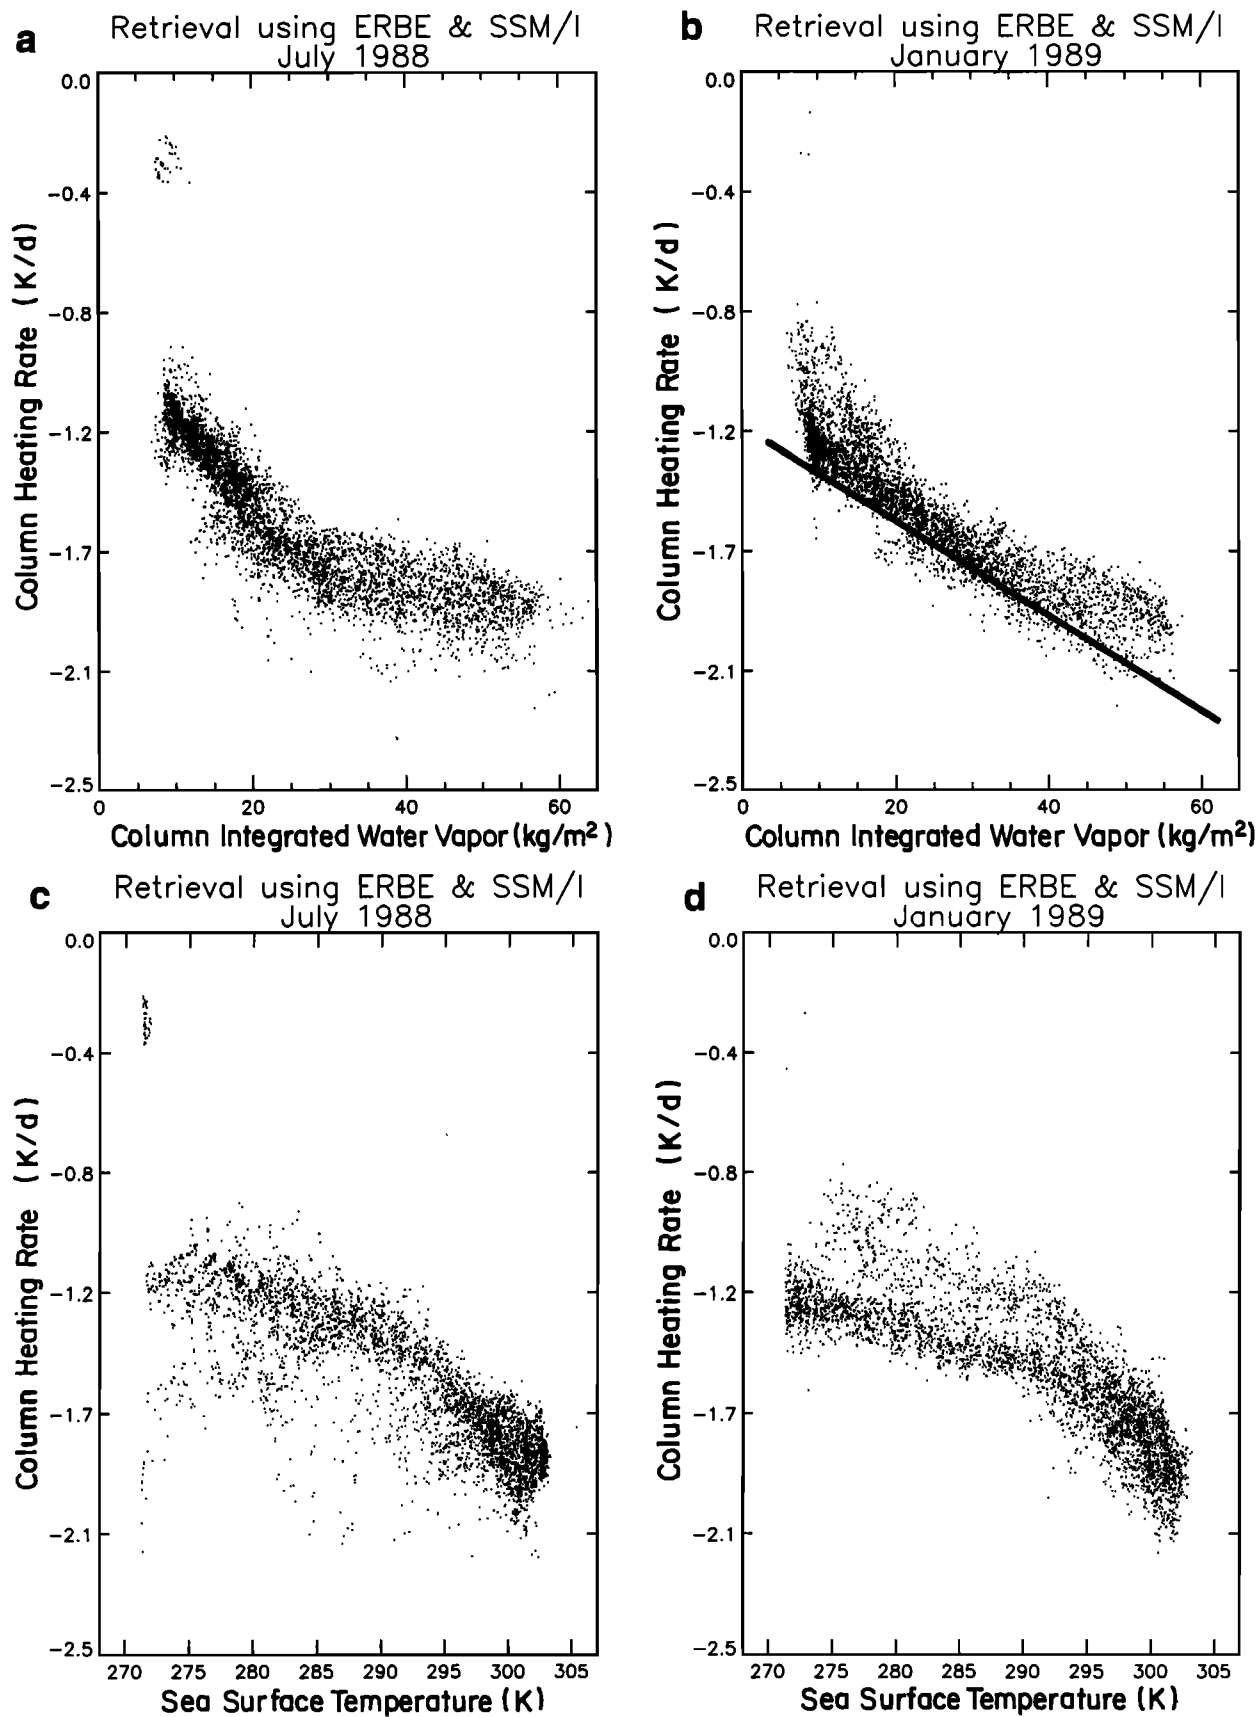 a
Retrieval using ERBE & SSM/I
July 1988
0.0
−0.4
−0.8
−1.2
−1.7
−2.1
−2.5
Column Heating Rate (K/d)
0 20 40 60
Column Integrated Water Vapor (kg/m²)
b
Retrieval using ERBE & SSM/I
January 1989
0.0
−0.4
−0.8
−1.2
−1.7
−2.1
−2.5
Column Heating Rate (K/d)
0 20 40 60
Column Integrated Water Vapor (kg/m²)
c
Retrieval using ERBE & SSM/I
July 1988
0.0
−0.4
−0.8
−1.2
−1.7
−2.1
−2.5
Column Heating Rate (K/d)
270 275 280 285 290 295 300 305
Sea Surface Temperature (K)
d
Retrieval using ERBE & SSM/I
January 1989
0.0
−0.4
−0.8
−1.2
−1.7
−2.1
−2.5
Column Heating Rate (K/d)
270 275 280 285 290 295 300 305
Sea Surface Temperature (K)